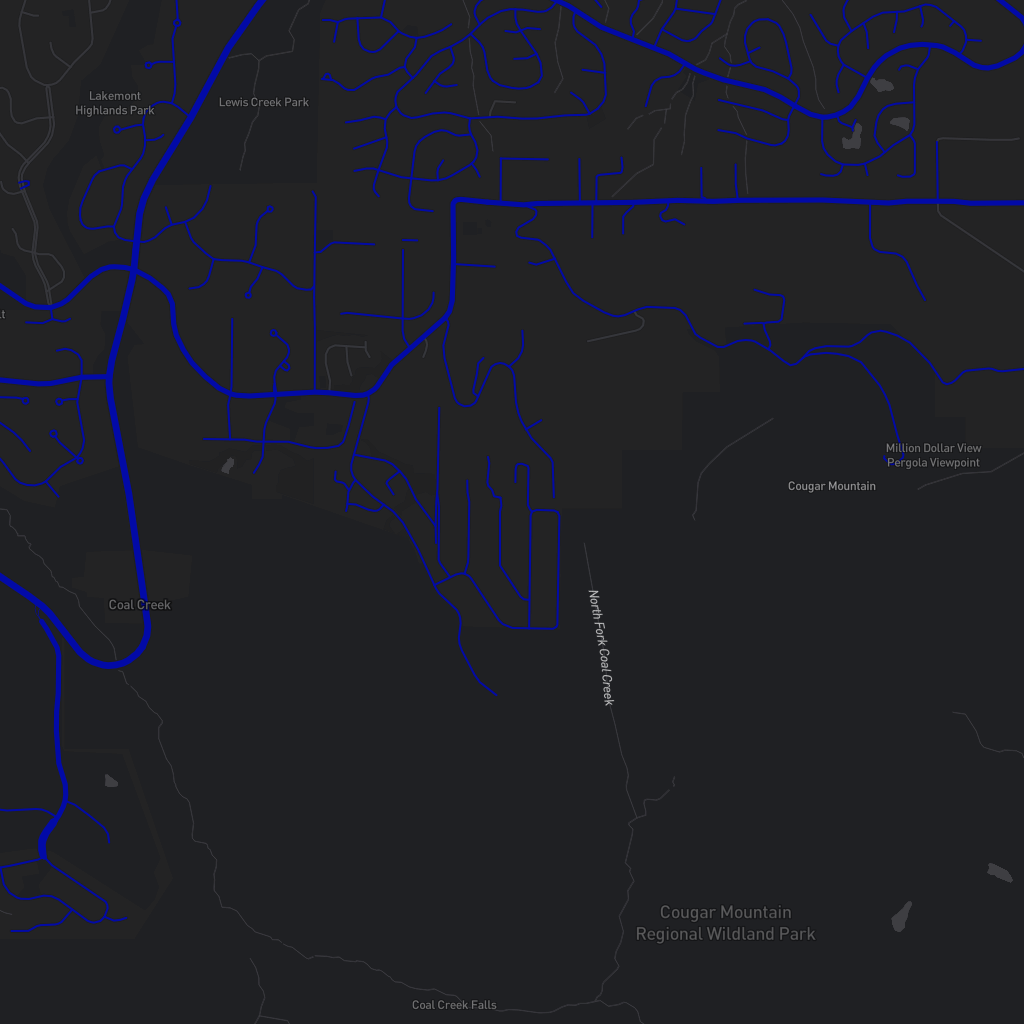 Lakemont
Highlands Park
Lewis Creek Park
lt
Million Dollar View
Pergola Viewpoint
Cougar Mountain
Coal Creek
North Fork Coal Creek
Cougar Mountain
Regional Wildland Park
Coal Creek Falls